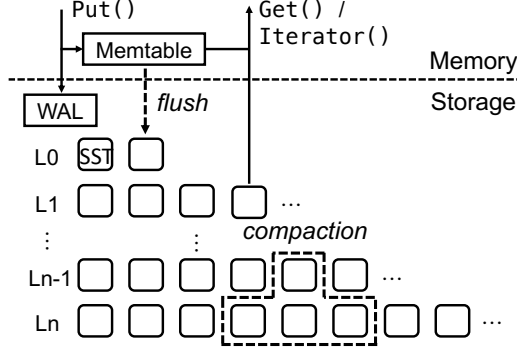 Put()
Get() /
Iterator()
Memtable
Memory
Storage
WAL
flush
L0 SST
L1 ...
⋮ ⋮ compaction
Ln-1 ...
Ln ...